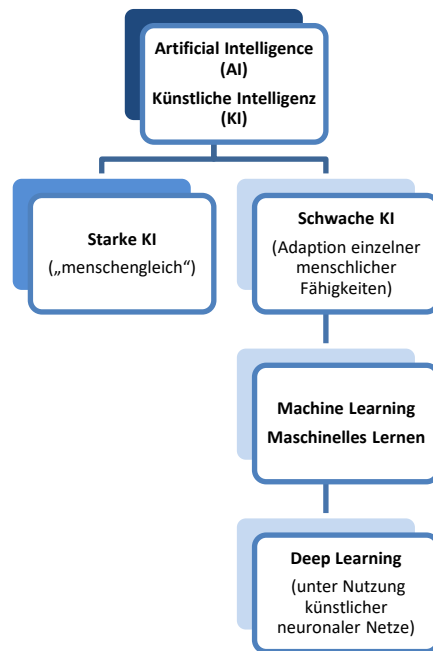 Artificial Intelligence
(AI)
Künstliche Intelligenz
(KI)
Starke KI
(„menschengleich“)
Schwache KI
(Adaption einzelner
menschlicher
Fähigkeiten)
Machine Learning
Maschinelles Lernen
Deep Learning
(unter Nutzung
künstlicher
neuronaler Netze)